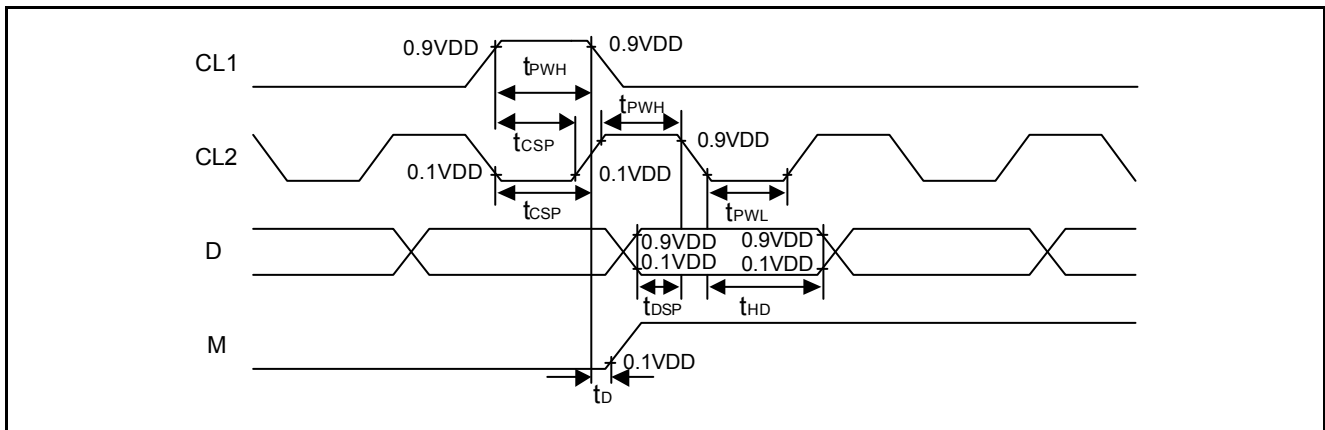 CL1
0.9VDD
0.9VDD
tPWH
tPWH
tCSP
CL2
0.9VDD
0.1VDD
0.1VDD
tCSP
tPWL
D
0.9VDD
0.9VDD
0.1VDD
0.1VDD
tDSP
tHD
M
0.1VDD
tD